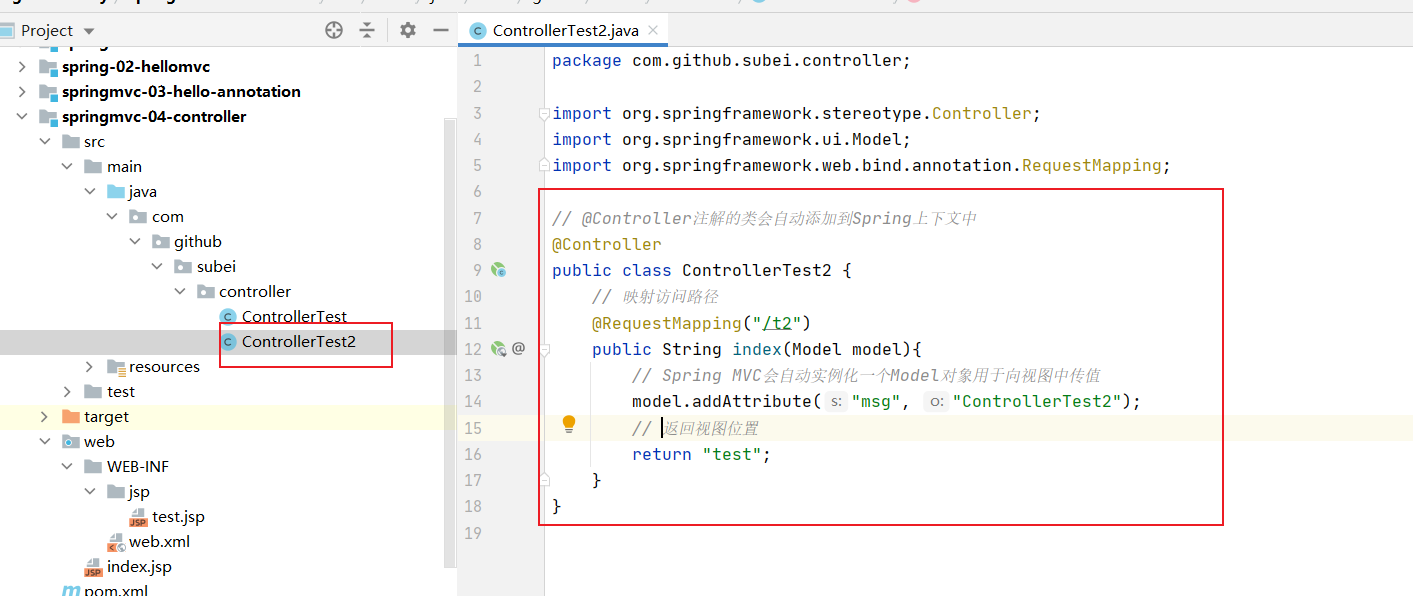 Project
spring-02-hellomvc
springmvc-03-hello-annotation
springmvc-04-controller
src
main
java
com
github
subei
controller
ControllerTest
ControllerTest2
resources
test
target
web
WEB-INF
jsp
test.jsp
web.xml
index.jsp
pom.xml
ControllerTest2.java
1 package com.github.subei.controller;
2
3 import org.springframework.stereotype.Controller;
4 import org.springframework.ui.Model;
5 import org.springframework.web.bind.annotation.RequestMapping;
6
7 // @Controller注解的类会自动添加到Spring上下文中
8 @Controller
9 public class ControllerTest2 {
10 // 映射访问路径
11 @RequestMapping("/t2")
12 @ public String index(Model model){
13 // Spring MVC会自动实例化一个Model对象用于向视图中传值
14 model.addAttribute( s: "msg", o: "ControllerTest2");
15 // 返回视图位置
16 return "test";
17 }
18 }
19